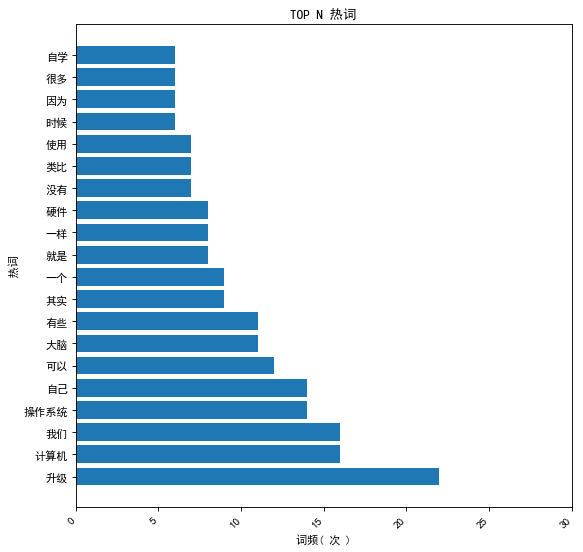 TOP N 热词
自学
很多
因为
时候
使用
类比
没有
硬件
一样
就是
一个
其实
有些
大脑
可以
自己
操作系统
我们
计算机
升级
热词
0 5 10 15 20 25 30
词频( 次 )